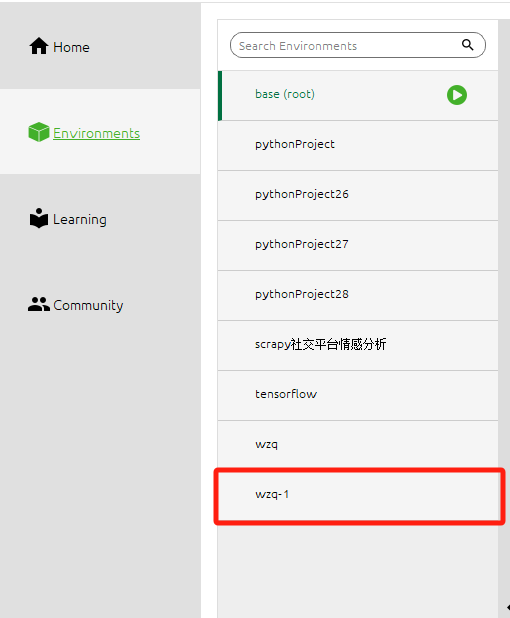 Home
Environments
Learning
Community
Search Environments
base (root)
pythonProject
pythonProject26
pythonProject27
pythonProject28
scrapy社交平台情感分析
tensorflow
wzq
wzq-1